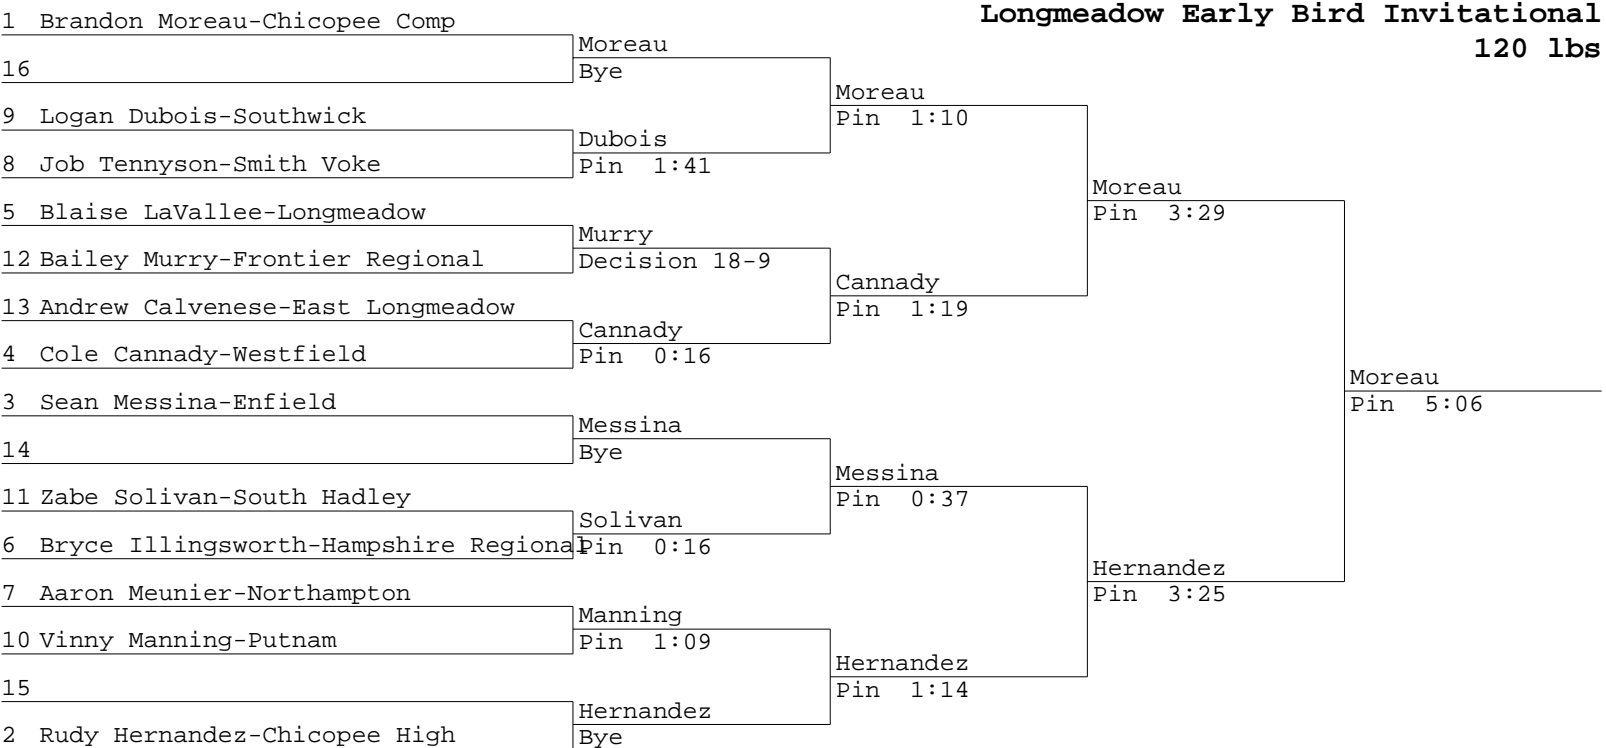 Longmeadow Early Bird Invitational
120 lbs
1 Brandon Moreau-Chicopee Comp
Moreau
16
Bye
Moreau
9 Logan Dubois-Southwick
Pin 1:10
Dubois
8 Job Tennyson-Smith Voke
Pin 1:41
Moreau
5 Blaise LaVallee-Longmeadow
Pin 3:29
Murry
12 Bailey Murry-Frontier Regional
Decision 18-9
Cannady
13 Andrew Calvenese-East Longmeadow
Pin 1:19
Cannady
4 Cole Cannady-Westfield
Pin 0:16
Moreau
3 Sean Messina-Enfield
Pin 5:06
Messina
14
Bye
Messina
11 Zabe Solivan-South Hadley
Pin 0:37
Solivan
6 Bryce Illingsworth-Hampshire Regional
Pin 0:16
Hernandez
7 Aaron Meunier-Northampton
Pin 3:25
Manning
10 Vinny Manning-Putnam
Pin 1:09
Hernandez
15
Pin 1:14
Hernandez
2 Rudy Hernandez-Chicopee High
Bye